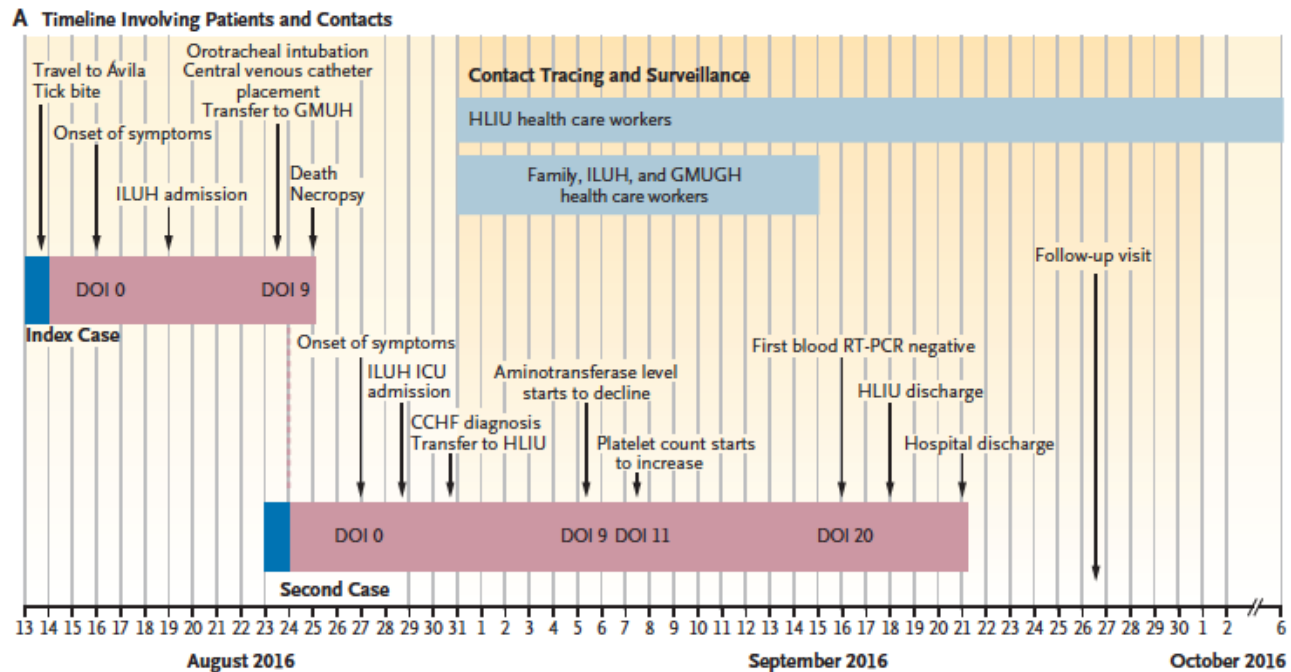 A Timeline Involving Patients and Contacts
Travel to Ávila
Tick bite
Onset of symptoms
ILUH admission
Orotracheal intubation
Central venous catheter
placement
Transfer to GMUH
Death
Necropsy
Contact Tracing and Surveillance
HLIU health care workers
Family, ILUH, and GMUGH
health care workers
Follow-up visit
DOI 0
DOI 9
Index Case
Onset of symptoms
ILUH ICU
admission
CCHF diagnosis
Transfer to HLIU
Aminotransferase level
starts to decline
Platelet count starts
to increase
First blood RT-PCR negative
HLIU discharge
Hospital discharge
DOI 0
DOI 9
DOI 11
DOI 20
Second Case
13 14 15 16 17 18 19 20 21 22 23 24 25 26 27 28 29 30 31 1 2 3 4 5 6 7 8 9 10 11 12 13 14 15 16 17 18 19 20 21 22 23 24 25 26 27 28 29 30 1 2 6
August 2016 September 2016 October 2016